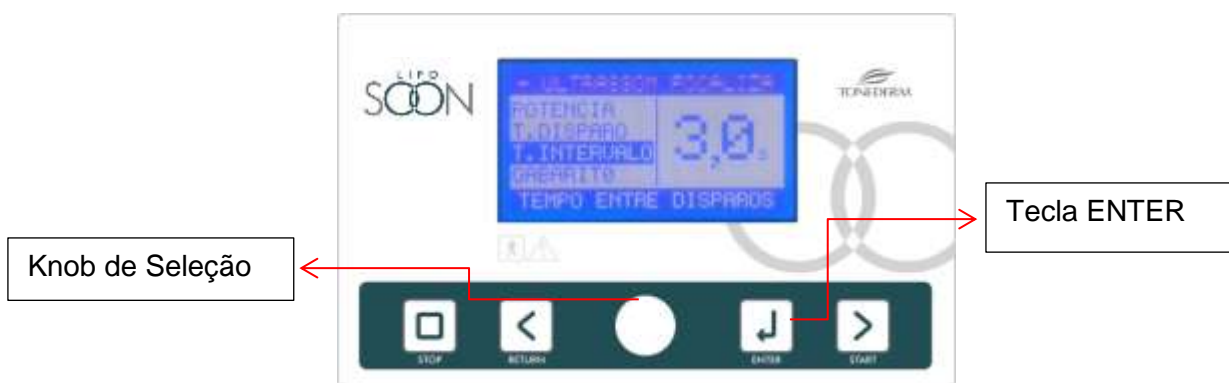 LIPO
SOON
TONEDERM
- ULTRASSOM FOCALIZA
POTENCIA
T.DISPARO
T.INTERVALO
GABARITO
3,0 s
TEMPO ENTRE DISPAROS
Tecla ENTER
Knob de Seleção
STOP
RETURN
ENTER
START